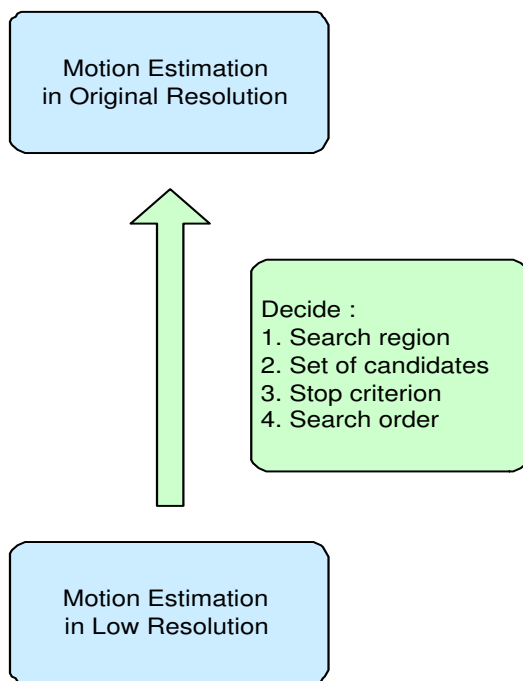 Motion Estimation
in Original Resolution
Decide :
1. Search region
2. Set of candidates
3. Stop criterion
4. Search order
Motion Estimation
in Low Resolution